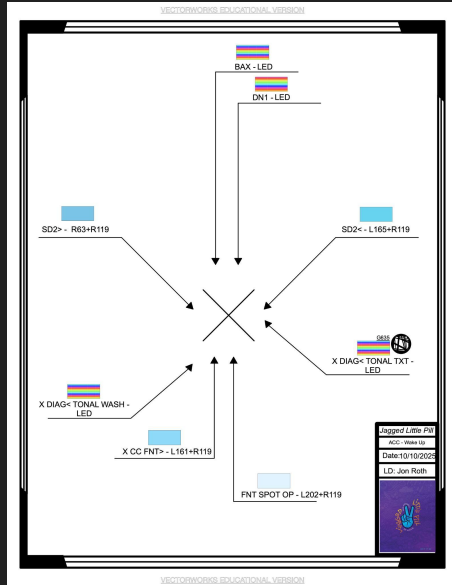 VECTORWORKS EDUCATIONAL VERSION
BAX - LED
DN1 - LED
SD2> - R63+R119
SD2< - L165+R119
G635
X DIAG< TONAL TXT -
LED
X DIAG< TONAL WASH -
LED
X CC FNT> - L161+R119
FNT SPOT OP - L202+R119
Jagged Little Pill
ACC - Wake Up
Date:10/10/2025
LD: Jon Roth
VECTORWORKS EDUCATIONAL VERSION